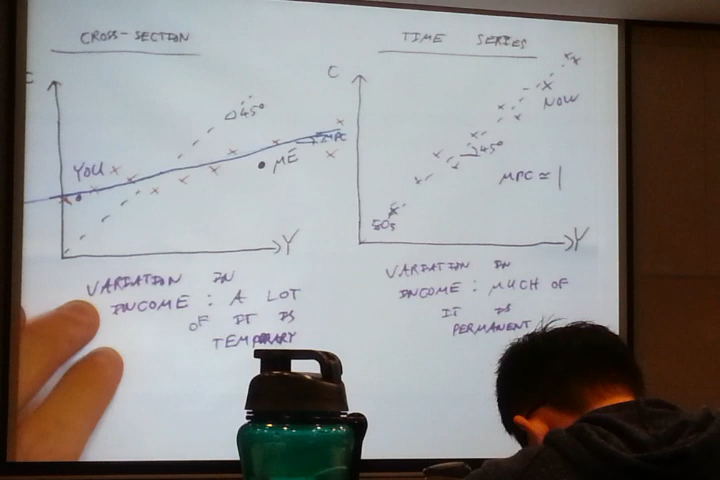 CROSS-SECTION
C
45°
YOU
ME
MPC
Y
VARIATION IN
INCOME : A LOT
OF IT IS
TEMPORARY
TIME SERIES
C
NOW
45°
MPC ≃ 1
50s
Y
VARIATION IN
INCOME : MUCH OF
IT IS
PERMANENT